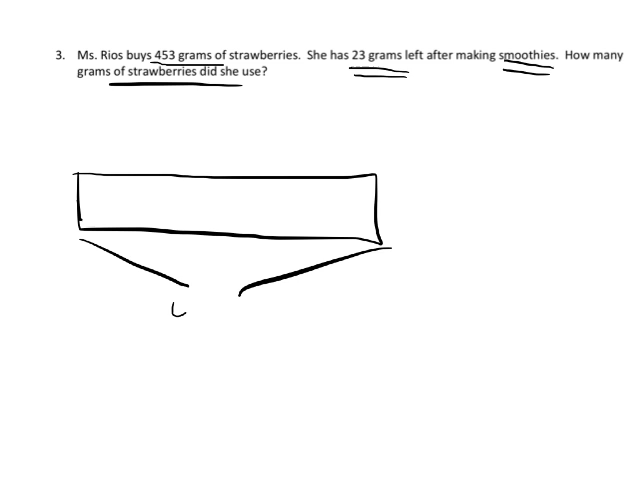 3. Ms. Rios buys 453 grams of strawberries. She has 23 grams left after making smoothies. How many
grams of strawberries did she use?